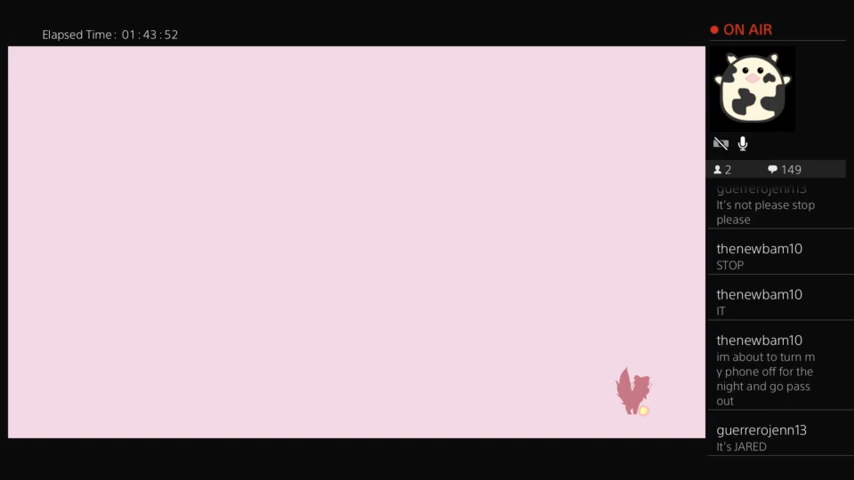 Elapsed Time: 01:43:52
ON AIR
2 149
guerrerojenn13
It's not please stop
please
thenewbam10
STOP
thenewbam10
IT
thenewbam10
im about to turn m
y phone off for the
night and go pass
out
guerrerojenn13
It's JARED